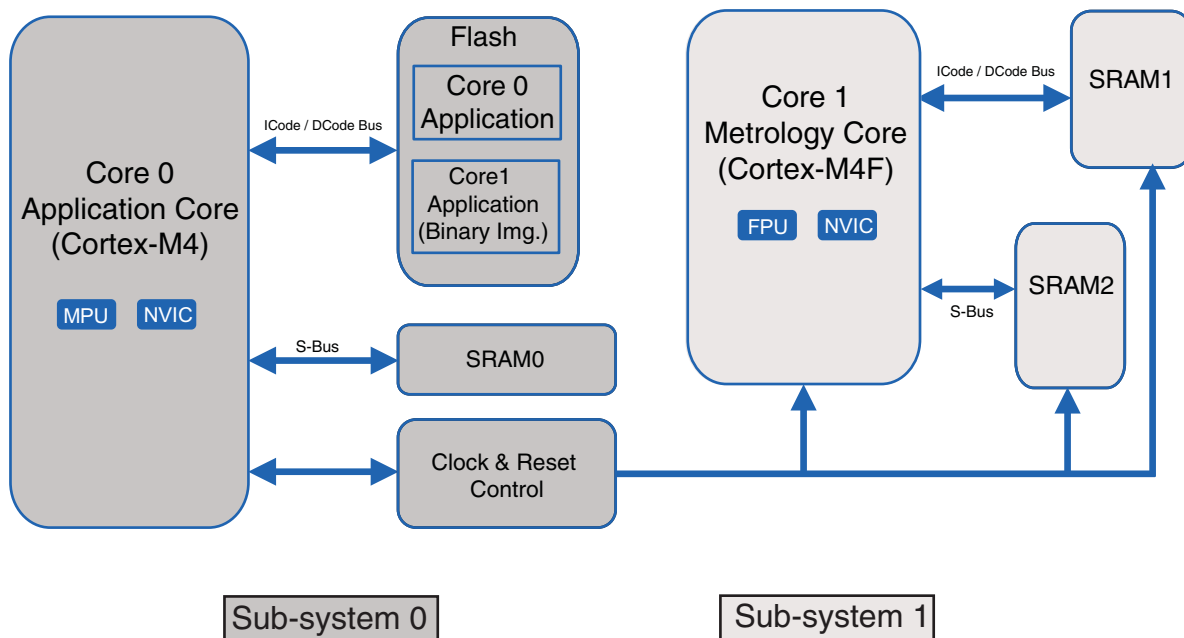 Core 0
Application Core
(Cortex-M4)
MPU
NVIC
ICode / DCode Bus
Flash
Core 0
Application
Core1
Application
(Binary Img.)
S-Bus
SRAM0
Clock & Reset
Control
Core 1
Metrology Core
(Cortex-M4F)
FPU
NVIC
ICode / DCode Bus
SRAM1
S-Bus
SRAM2
Sub-system 0
Sub-system 1